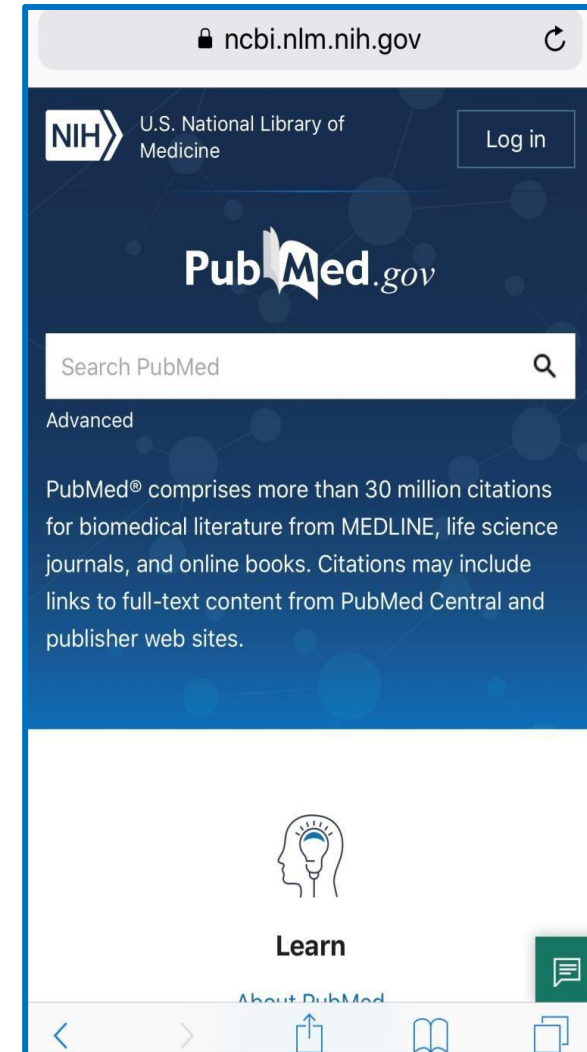 ncbi.nlm.nih.gov
NIH
U.S. National Library of
Medicine
Log in
PubMed.gov
Search PubMed
Advanced
PubMed® comprises more than 30 million citations
for biomedical literature from MEDLINE, life science
journals, and online books. Citations may include
links to full-text content from PubMed Central and
publisher web sites.
Learn
About PubMed